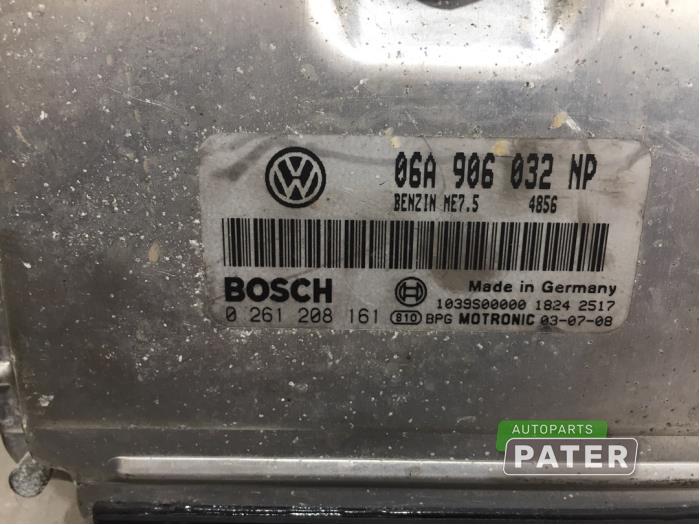 06A 906 032 NP
BENZIN ME7.5 4856
BOSCH
Made in Germany
1039S00000 1824 2517
0 261 208 161 810 BPG MOTRONIC 03-07-08
AUTOPARTS
PATER